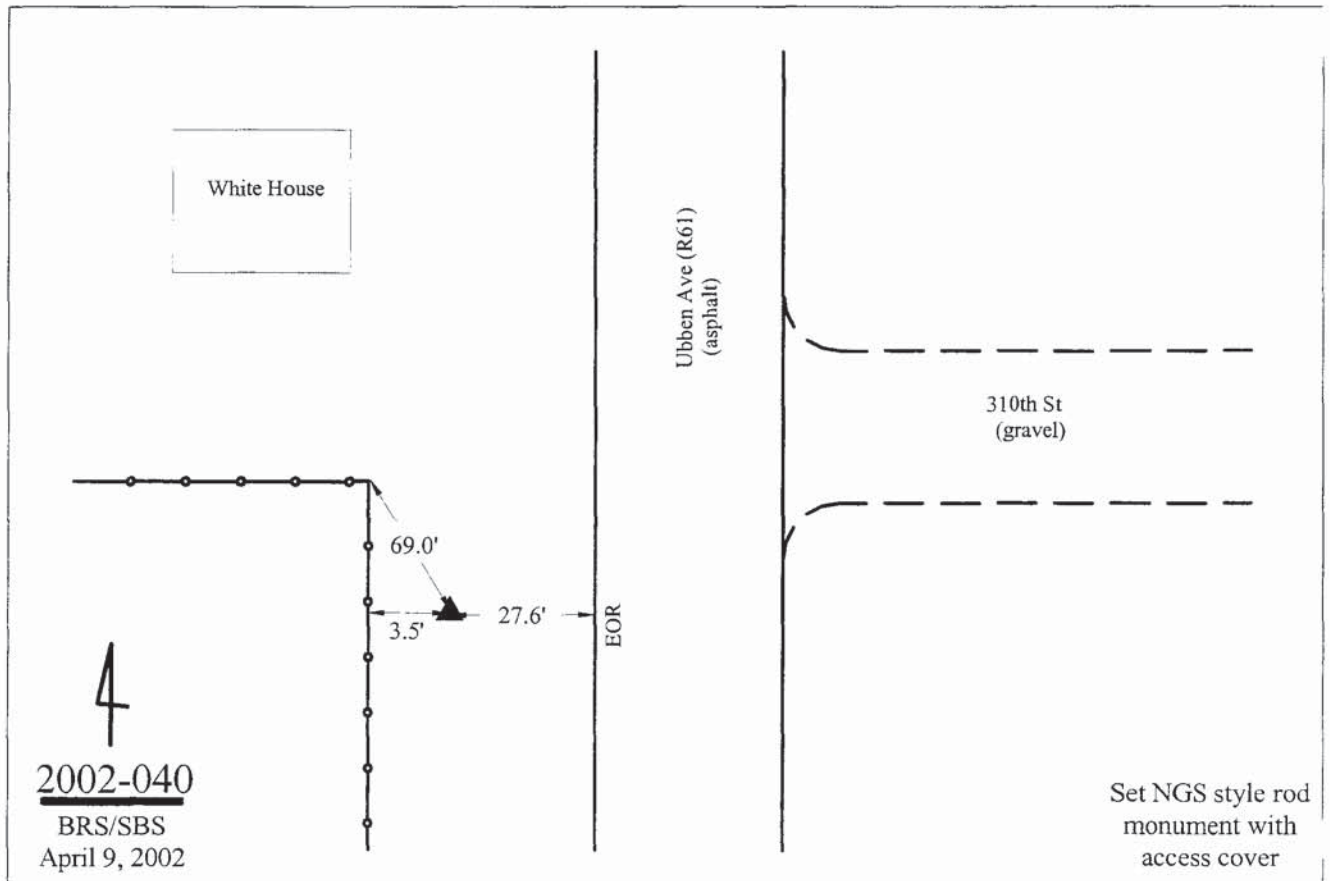 White House
Ubben Ave (R61)
(asphalt)
310th St
(gravel)
69.0'
3.5'
27.6'
EOR
2002-040
BRS/SBS
April 9, 2002
Set NGS style rod
monument with
access cover